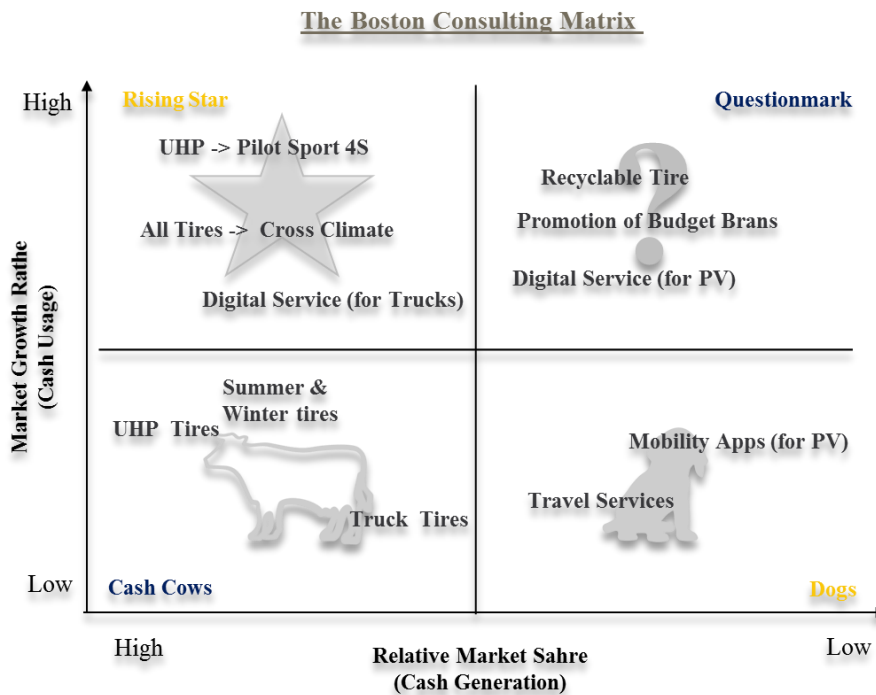 The Boston Consulting Matrix
High
Rising Star
Questionmark
UHP -> Pilot Sport 4S
All Tires -> Cross Climate
Digital Service (for Trucks)
Recyclable Tire
Promotion of Budget Brans
Digital Service (for PV)
Market Growth Rathe
(Cash Usage)
Summer &
Winter tires
UHP Tires
Truck Tires
Mobility Apps (for PV)
Travel Services
Low
Cash Cows
Dogs
High
Relative Market Sahre
(Cash Generation)
Low
?